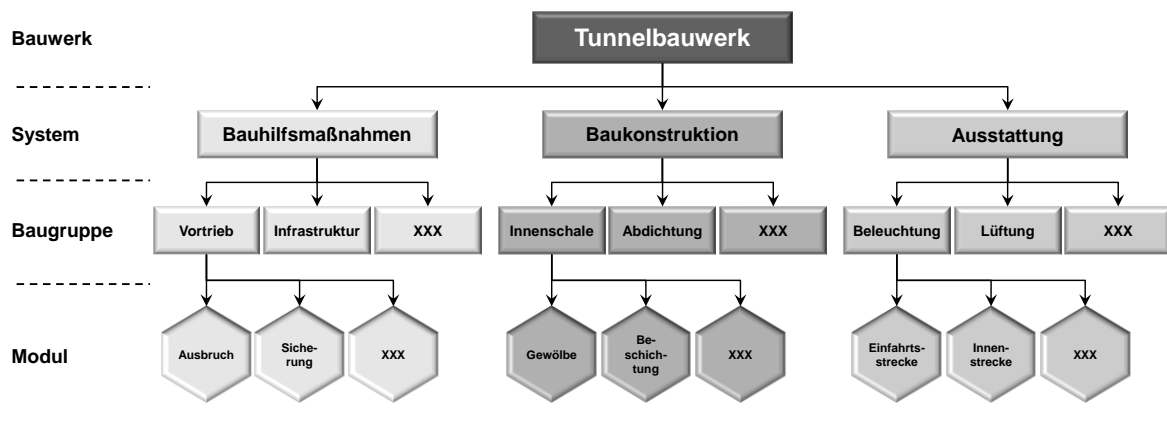 Bauwerk
Tunnelbauwerk
System
Bauhilfsmaßnahmen
Baukonstruktion
Ausstattung
Baugruppe
Vortrieb
Infrastruktur
XXX
Innenschale
Abdichtung
XXX
Beleuchtung
Lüftung
XXX
Modul
Ausbruch
Siche-
rung
XXX
Gewölbe
Be-
schich-
tung
XXX
Einfahrts-
strecke
Innen-
strecke
XXX